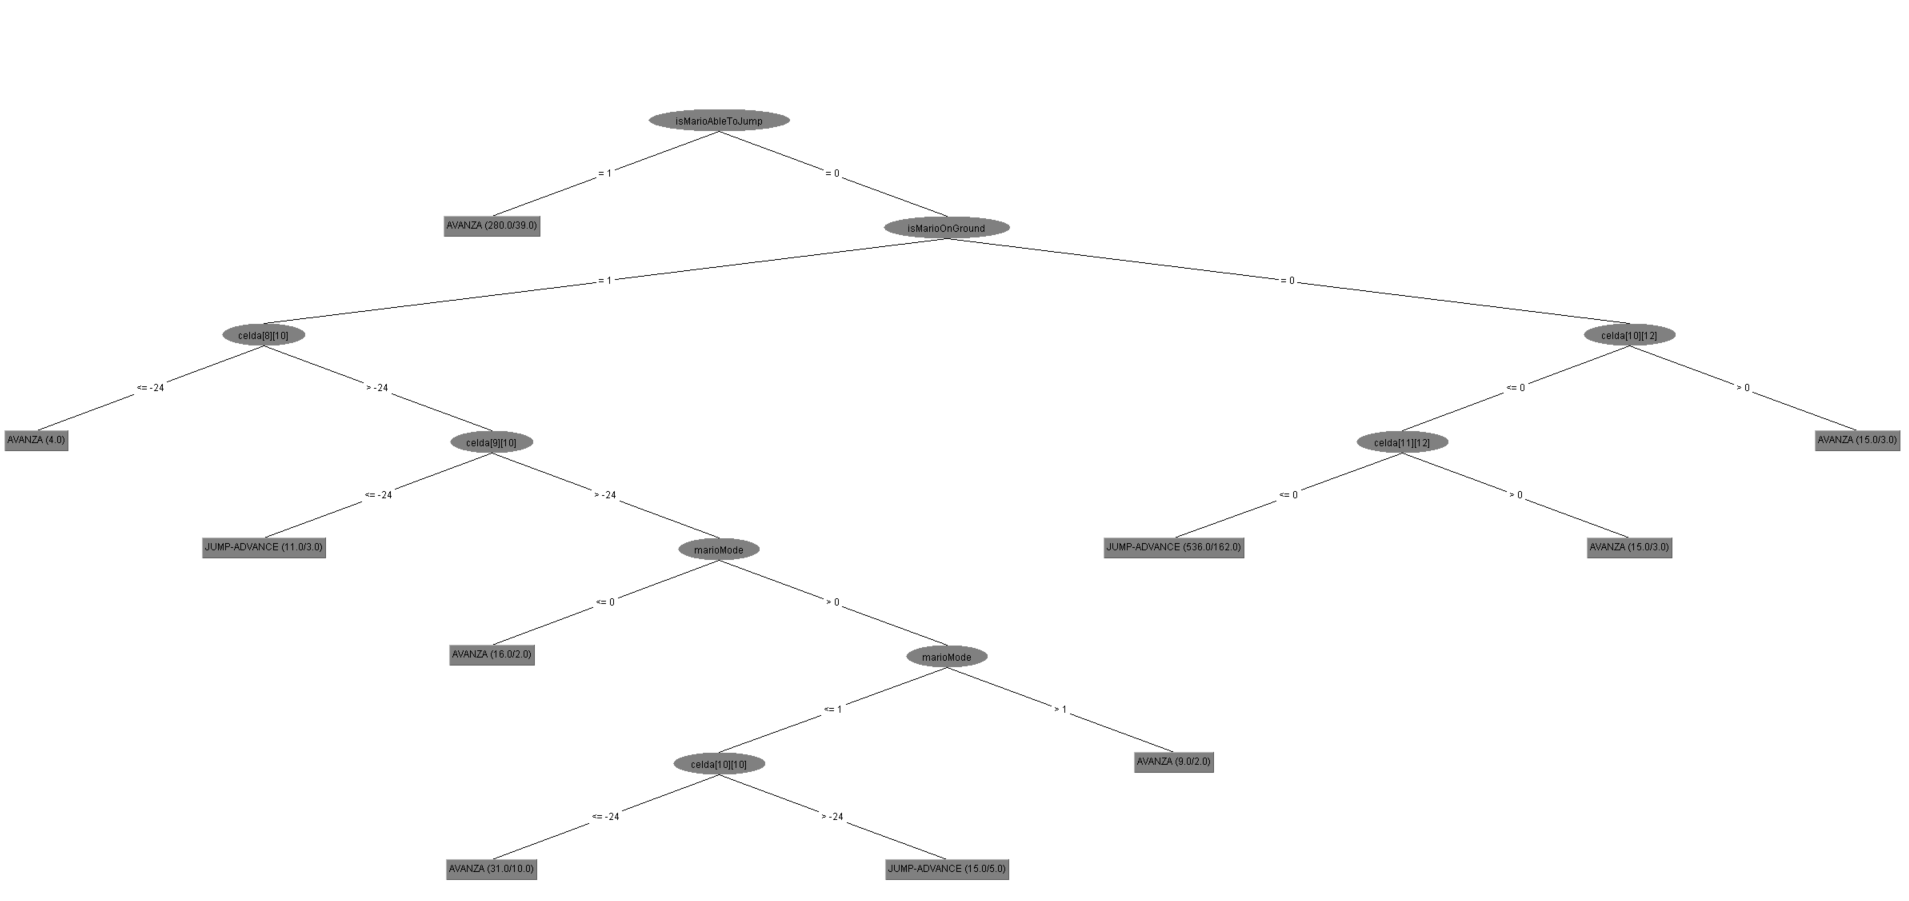 isMarioAbleToJump
= 1
= 0
AVANZA (280.0/39.0)
isMarioOnGround
= 1
= 0
celda[8][10]
celda[10][12]
<= -24
> -24
<= 0
> 0
AVANZA (4.0)
celda[9][10]
celda[11][12]
AVANZA (15.0/3.0)
<= -24
> -24
<= 0
> 0
JUMP-ADVANCE (11.0/3.0)
marioMode
JUMP-ADVANCE (536.0/162.0)
AVANZA (15.0/3.0)
<= 0
> 0
AVANZA (16.0/2.0)
marioMode
<= 1
> 1
celda[10][10]
AVANZA (9.0/2.0)
<= -24
> -24
AVANZA (31.0/10.0)
JUMP-ADVANCE (15.0/5.0)